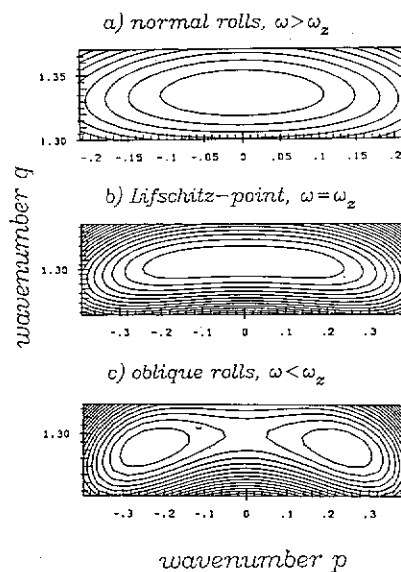 a) normal rolls, ω>ω_z
1.35
1.30
-.2 -.15 -.1 -.05 0 .05 .1 .15 .2
b) Lifschitz-point, ω=ω_z
1.30
-.3 -.2 -.1 0 .1 .2 .3
c) oblique rolls, ω<ω_z
1.30
-.3 -.2 -.1 0 .1 .2 .3
wavenumber q
wavenumber p